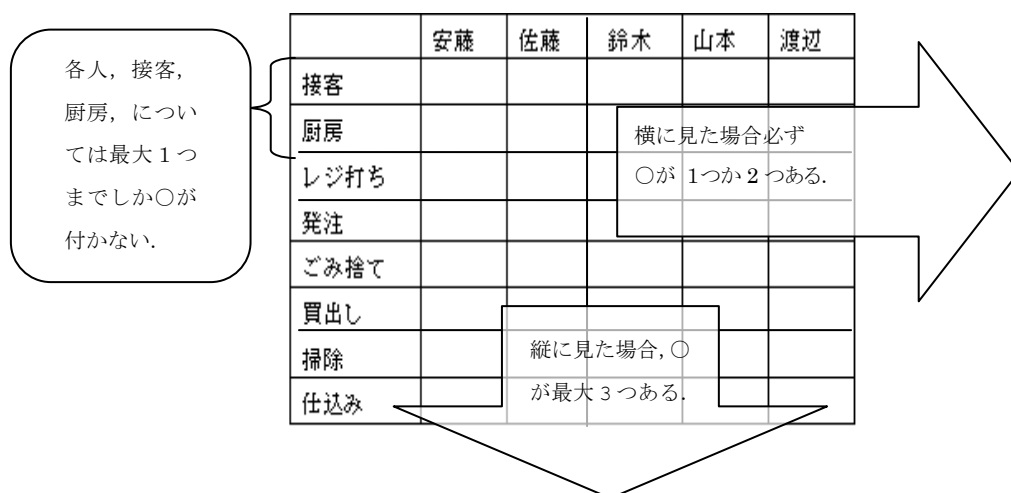 安藤 佐藤 鈴木 山本 渡辺
接客
厨房
レジ打ち
発注
ごみ捨て
買出し
掃除
仕込み
各人，接客，
厨房，につい
ては最大１つ
までしか○が
付かない．
横に見た場合必ず
○が 1つか２つある．
縦に見た場合，○
が最大３つある．